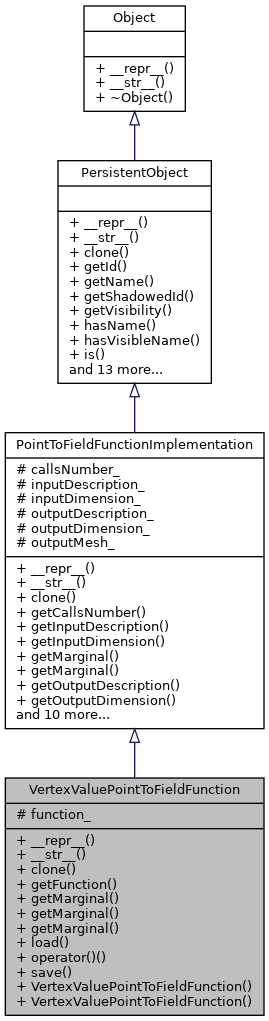 Object
+ __repr__()
+ __str__()
+ ~Object()
PersistentObject
+ __repr__()
+ __str__()
+ clone()
+ getId()
+ getName()
+ getShadowedId()
+ getVisibility()
+ hasName()
+ hasVisibleName()
+ is()
and 13 more...
PointToFieldFunctionImplementation
# callsNumber_
# inputDescription_
# inputDimension_
# outputDescription_
# outputDimension_
# outputMesh_
+ __repr__()
+ __str__()
+ clone()
+ getCallsNumber()
+ getInputDescription()
+ getInputDimension()
+ getMarginal()
+ getMarginal()
+ getOutputDescription()
+ getOutputDimension()
and 10 more...
VertexValuePointToFieldFunction
# function_
+ __repr__()
+ __str__()
+ clone()
+ getFunction()
+ getMarginal()
+ getMarginal()
+ getMarginal()
+ load()
+ operator()()
+ save()
+ VertexValuePointToFieldFunction()
+ VertexValuePointToFieldFunction()